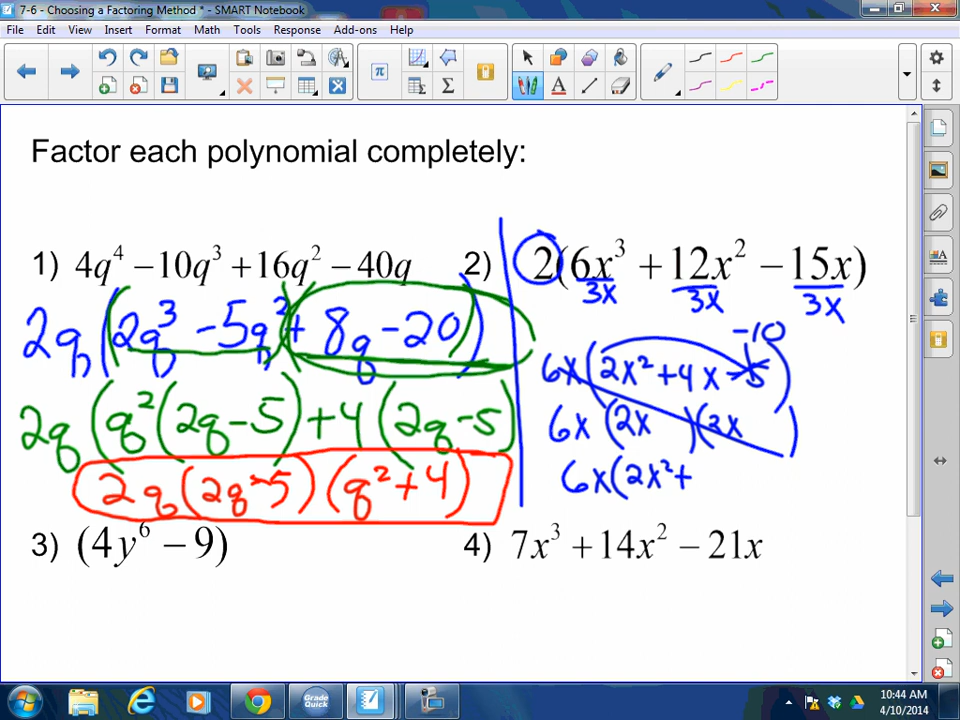 7-6 - Choosing a Factoring Method * - SMART Notebook
File Edit View Insert Format Math Tools Response Add-ons Help
Factor each polynomial completely:
1) 4q⁴ − 10q³ + 16q² − 40q
2) 2(6x³ + 12x² − 15x)
3x 3x 3x
2q(2q³ − 5q² + 8q − 20)
-10
6x(2x² + 4x − 5)
2q(q²(2q − 5) + 4(2q − 5)
6x(2x )(2x )
2q(2q − 5)(q² + 4)
6x(2x² +
3) (4y⁶ − 9)
4) 7x³ + 14x² − 21x
Grade Quick
10:44 AM
4/10/2014